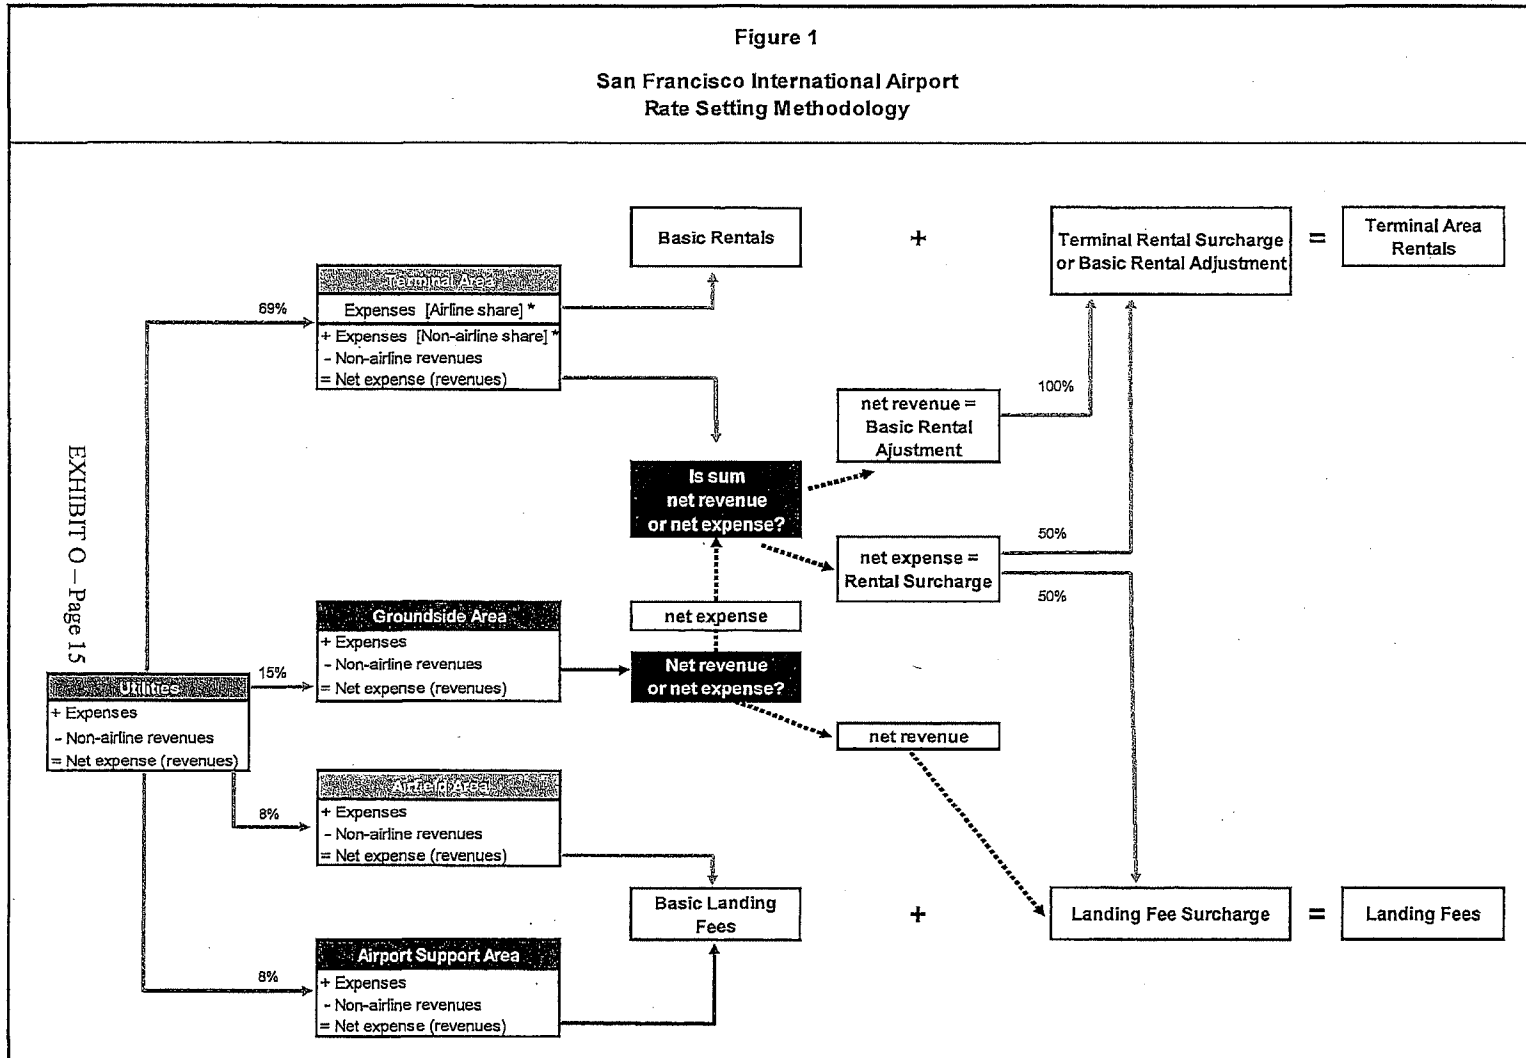 Figure 1
San Francisco International Airport
Rate Setting Methodology
Basic Rentals
+
Terminal Rental Surcharge
or Basic Rental Adjustment
=
Terminal Area
Rentals
Terminal Area
Expenses [Airline share] *
+ Expenses [Non-airline share] *
- Non-airline revenues
= Net expense (revenues)
69%
net revenue =
Basic Rental
Ajustment
100%
Is sum
net revenue
or net expense?
net expense =
Rental Surcharge
50%
50%
EXHIBIT O – Page 15
net expense
Groundside Area
+ Expenses
- Non-airline revenues
= Net expense (revenues)
15%
Net revenue
or net expense?
Utilities
+ Expenses
- Non-airline revenues
= Net expense (revenues)
net revenue
Airfield Area
+ Expenses
- Non-airline revenues
= Net expense (revenues)
8%
Basic Landing
Fees
+
Landing Fee Surcharge
=
Landing Fees
Airport Support Area
+ Expenses
- Non-airline revenues
= Net expense (revenues)
8%